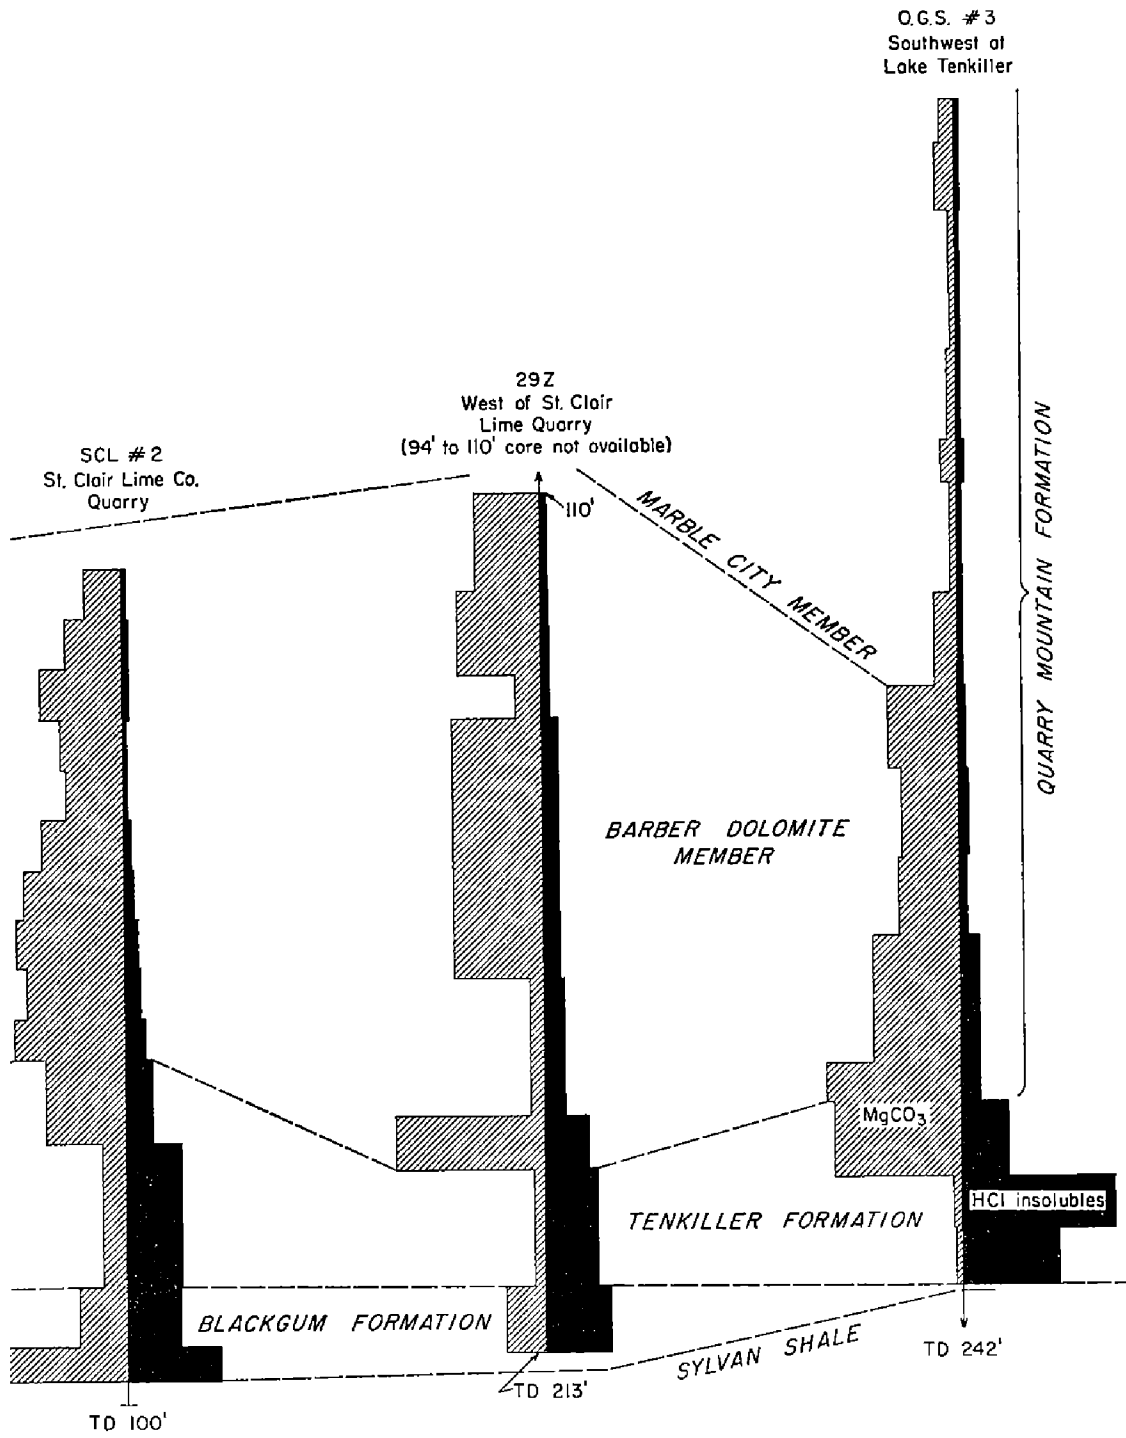 O.G.S. #3
Southwest at
Lake Tenkiller
29Z
West of St. Clair
Lime Quarry
(94' to 110' core not available)
SCL #2
St. Clair Lime Co.
Quarry
110'
MARBLE CITY MEMBER
QUARRY MOUNTAIN FORMATION
BARBER DOLOMITE
MEMBER
MgCO3
HCl insolubles
TENKILLER FORMATION
BLACKGUM FORMATION
SYLVAN SHALE
TD 242'
TD 213'
TD 100'